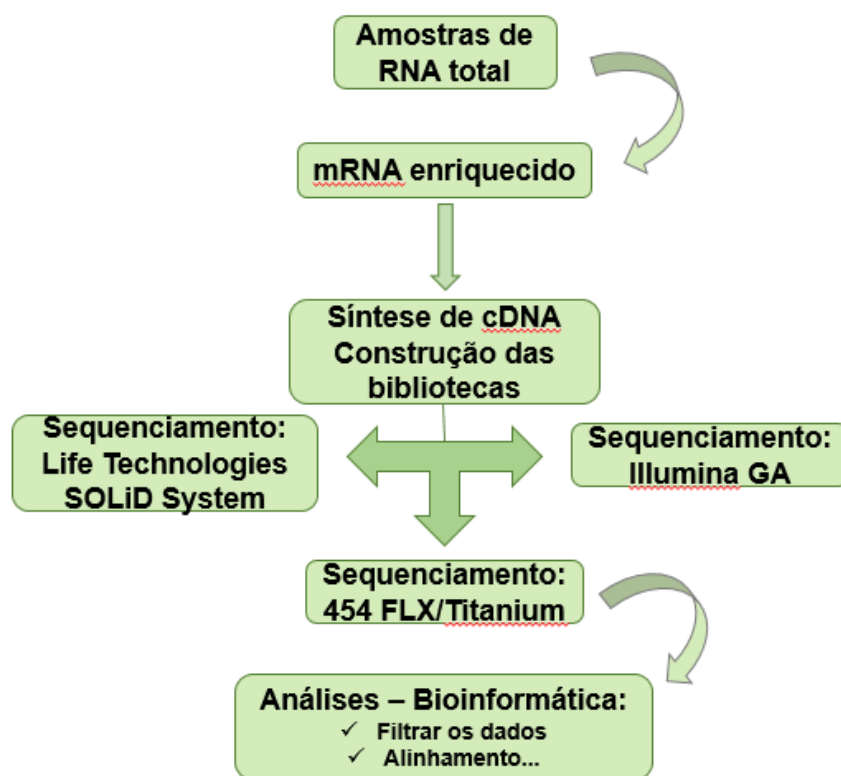 Amostras de
RNA total
mRNA enriquecido
Síntese de cDNA
Construção das
bibliotecas
Sequenciamento:
Life Technologies
SOLiD System
Sequenciamento:
Illumina GA
Sequenciamento:
454 FLX/Titanium
Análises – Bioinformática:
✓ Filtrar os dados
✓ Alinhamento...